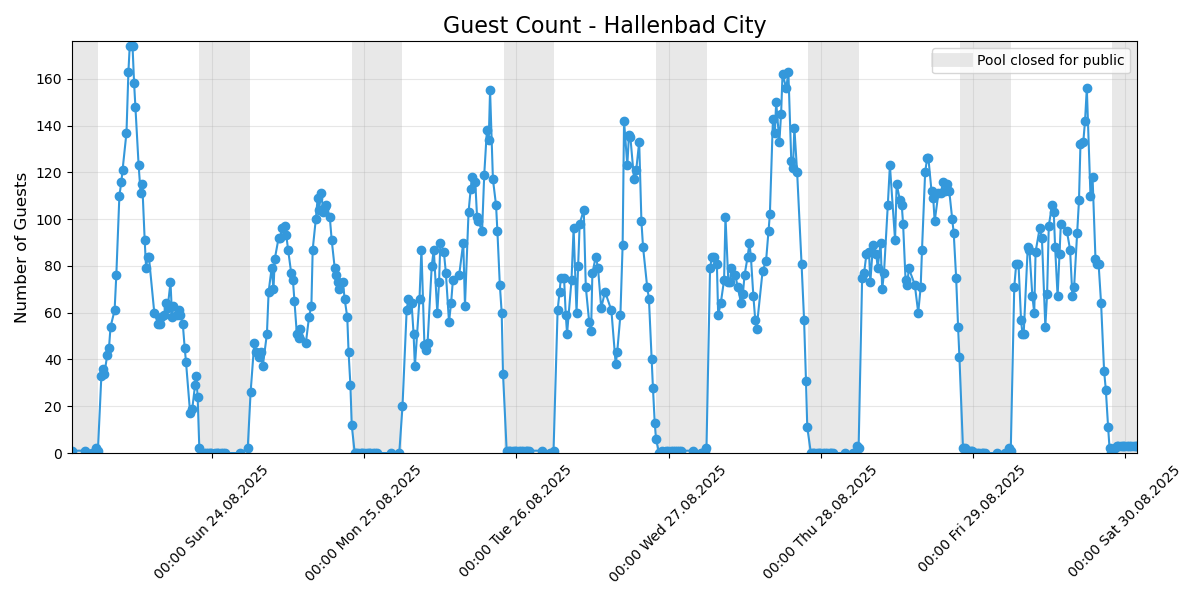 Guest Count - Hallenbad City
Pool closed for public
Number of Guests
160
140
120
100
80
60
40
20
0
00:00 Sun 24.08.2025
00:00 Mon 25.08.2025
00:00 Tue 26.08.2025
00:00 Wed 27.08.2025
00:00 Thu 28.08.2025
00:00 Fri 29.08.2025
00:00 Sat 30.08.2025